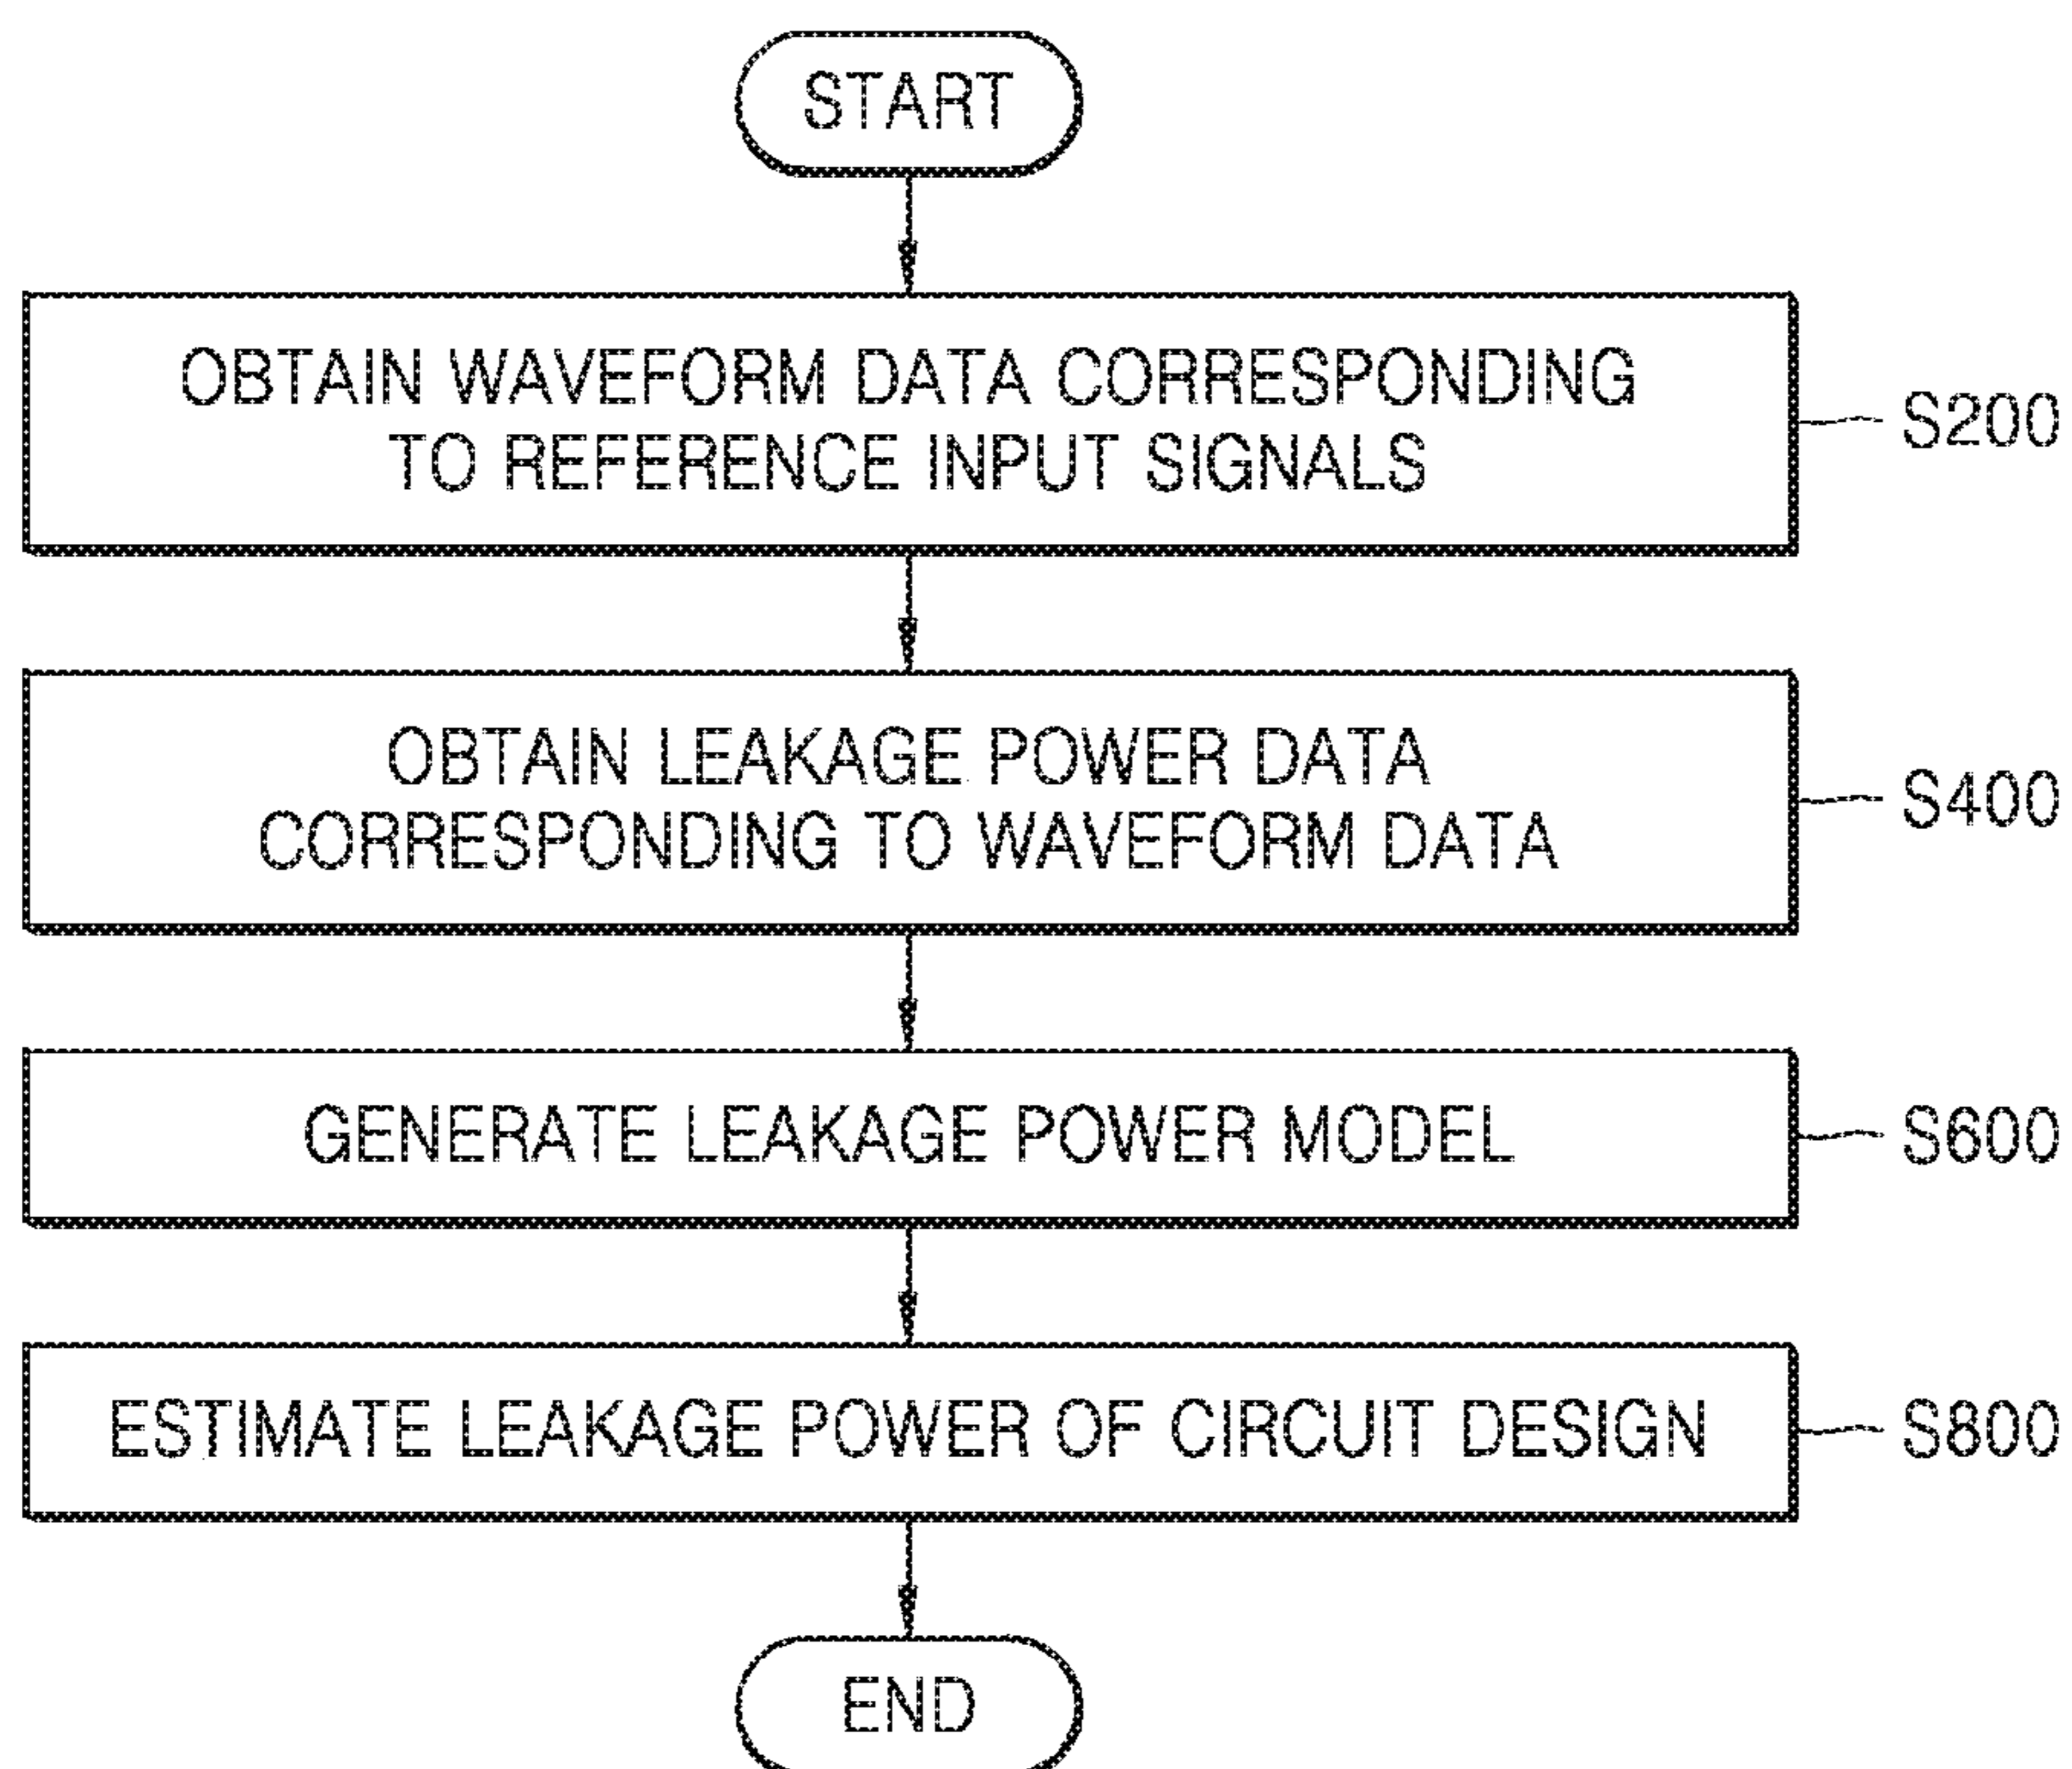 START
OBTAIN WAVEFORM DATA CORRESPONDING
TO REFERENCE INPUT SIGNALS
S200
OBTAIN LEAKAGE POWER DATA
CORRESPONDING TO WAVEFORM DATA
S400
GENERATE LEAKAGE POWER MODEL
S600
ESTIMATE LEAKAGE POWER OF CIRCUIT DESIGN
S800
END